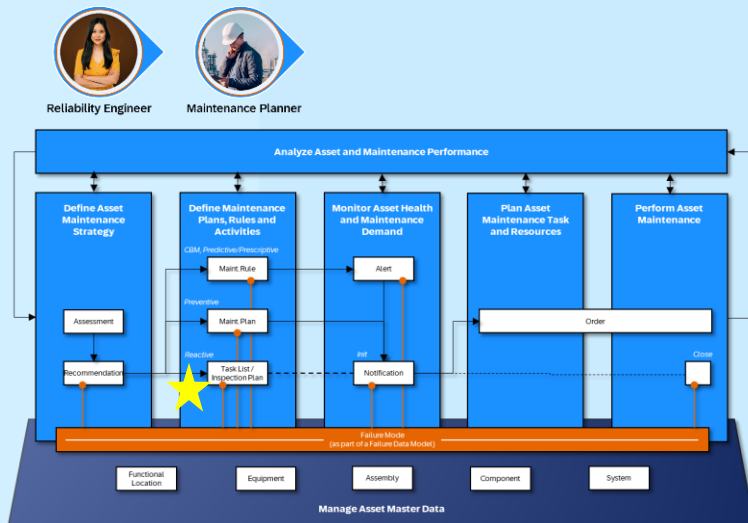 Reliability Engineer
Maintenance Planner
Analyze Asset and Maintenance Performance
Define Asset
Maintenance
Strategy
Define Maintenance
Plans, Rules and
Activities
Monitor Asset Health
and Maintenance
Demand
Plan Asset
Maintenance Task
and Resources
Perform Asset
Maintenance
CBM, Predictive/Prescriptive
Maint.Rule
Alert
Preventive
Assessment
Maint.Plan
Order
Reactive
Init
Close
Recommendation
Task List /
Inspection Plan
Notification
Failure Mode
(as part of a Failure Data Model)
Functional
Location
Equipment
Assembly
Component
System
Manage Asset Master Data